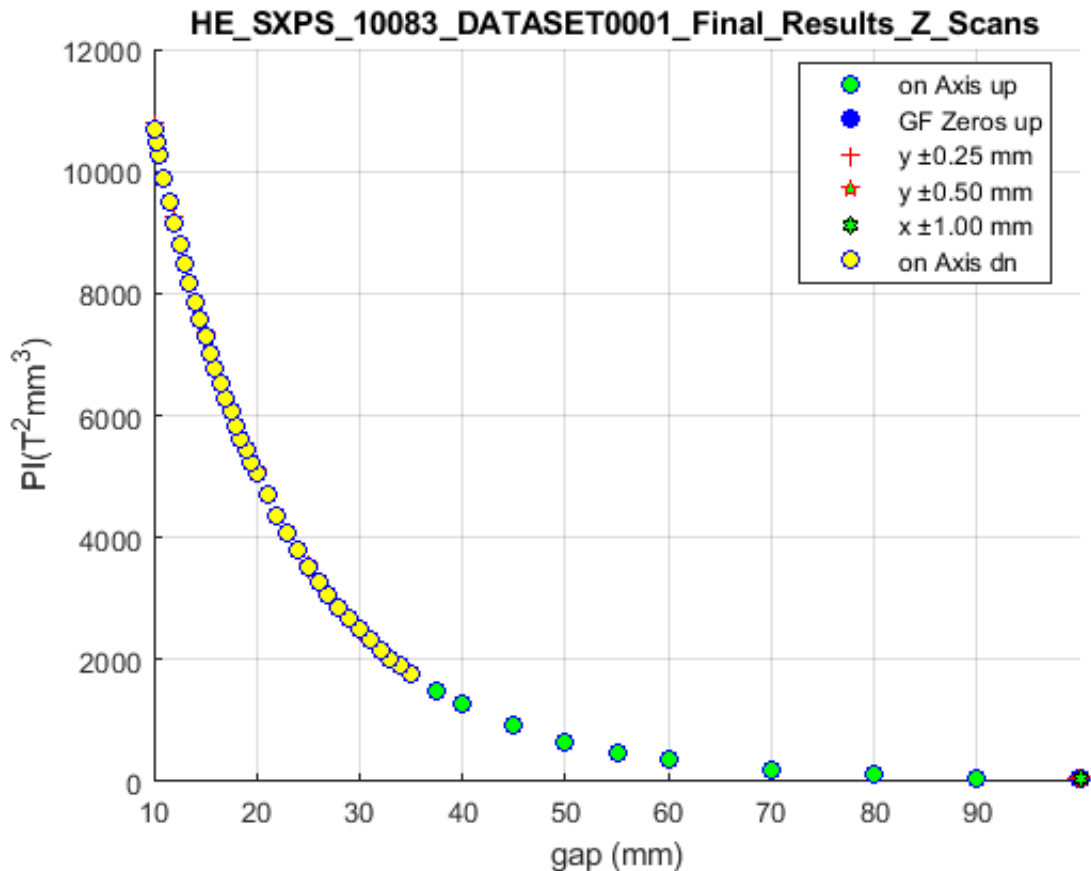 HE_SXPS_10083_DATASET0001_Final_Results_Z_Scans
12000
10000
8000
6000
4000
2000
0
PI(T²mm³)
on Axis up
GF Zeros up
y ±0.25 mm
y ±0.50 mm
x ±1.00 mm
on Axis dn
10 20 30 40 50 60 70 80 90
gap (mm)